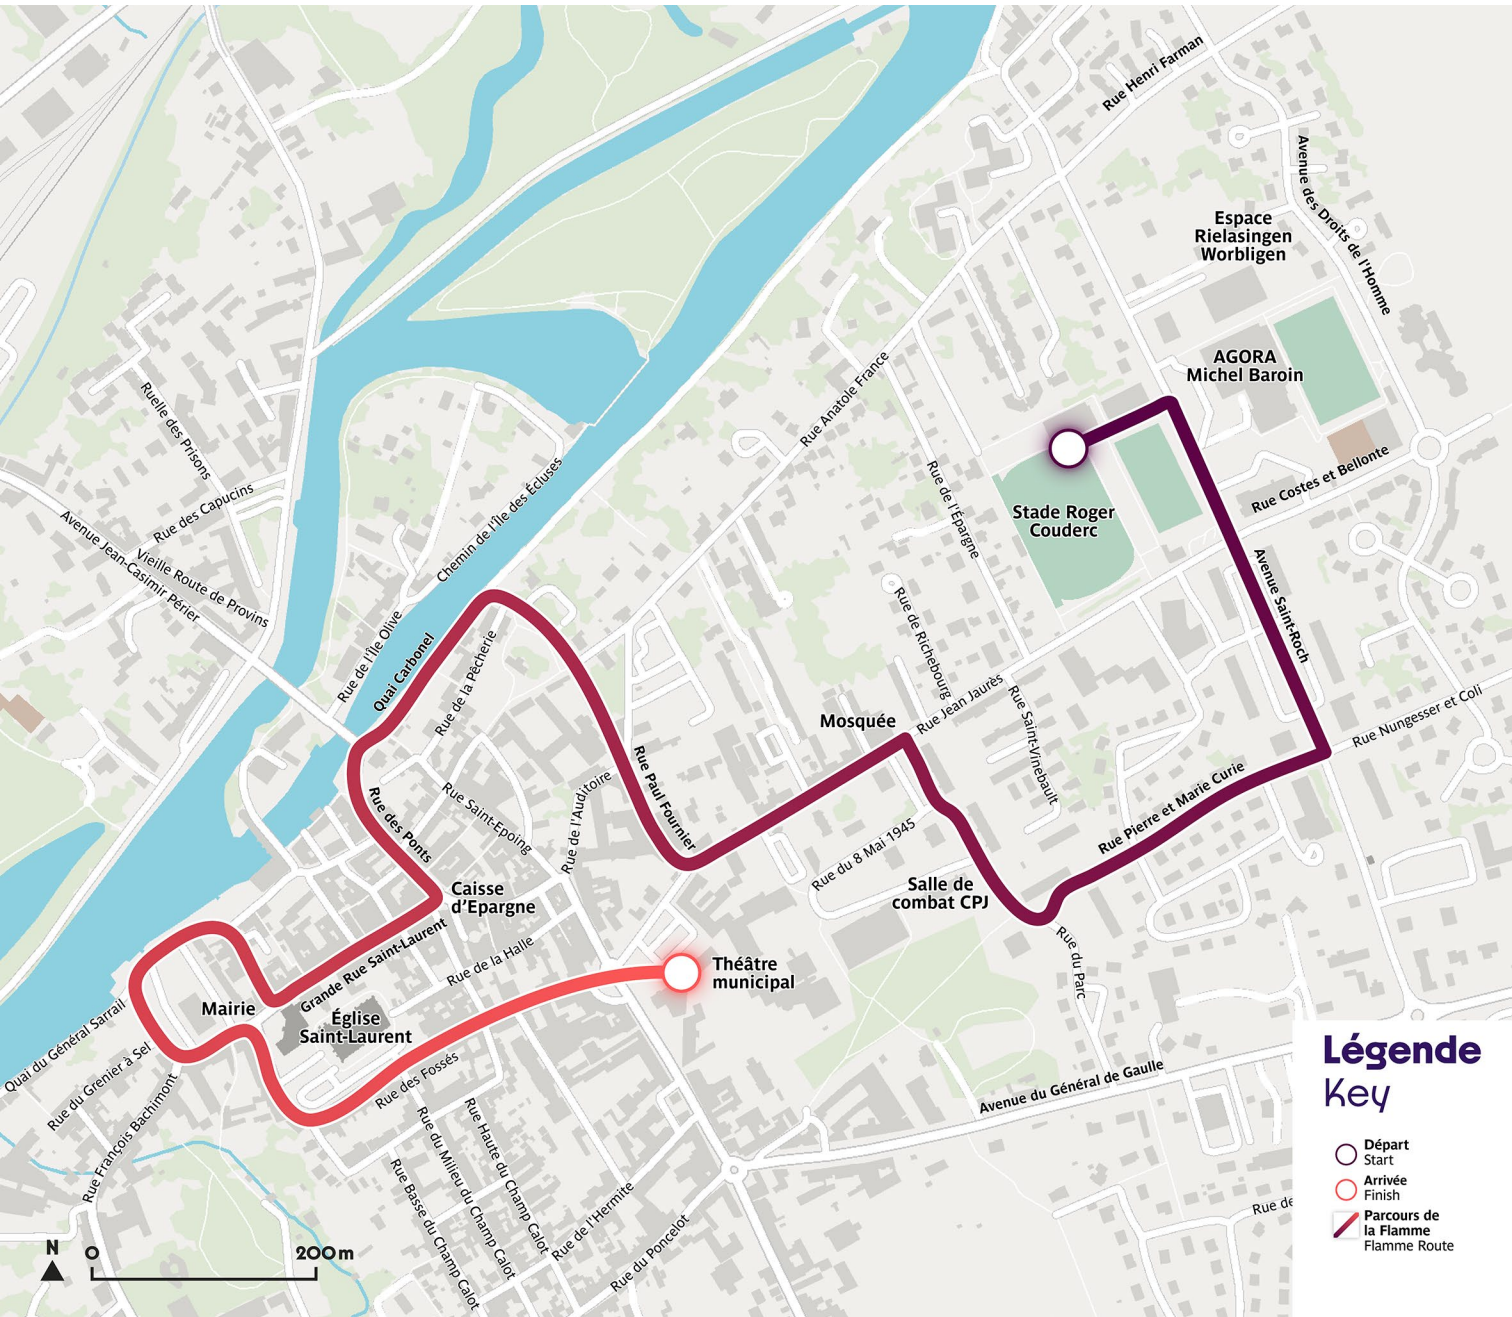 Rue Henri Farman
Avenue des Droits de l'Homme
Espace
Rielasingen
Worbligen
AGORA
Michel Baroin
Rue Anatole France
Ruelle des Prisons
Rue des Capucins
Avenue Jean-Casimir Périer
Vieille Route de Provins
Chemin de l'Île des Écluses
Rue de l'Épargne
Stade Roger
Couderc
Rue Costes et Bellonte
Avenue Saint-Roch
Rue de l'Île Olive
Quai Carbonel
Rue de la Pêcherie
Rue de Richebourg
Rue Jean Jaurès
Rue Saint-Vinebault
Mosquée
Rue Nungesser et Coli
Rue Pierre et Marie Curie
Rue Paul Fournier
Rue de l'Auditoire
Rue Saint-Epoing
Rue des Ponts
Rue du 8 Mai 1945
Salle de
combat CPJ
Caisse
d'Epargne
Grande Rue Saint-Laurent
Rue de la Halle
Rue du Parc
Théâtre
municipal
Mairie
Église
Saint-Laurent
Quai du Général Sarrail
Rue du Grenier à Sel
Rue François Bachimont
Rue des Fossés
Avenue du Général de Gaulle
Rue Haute du Champ Calot
Rue du Milieu du Champ Calot
Rue Basse du Champ Calot
Rue de l'Hermite
Rue du Poncelot
Rue de
N
0
200m
Légende
Key
Départ
Start
Arrivée
Finish
Parcours de
la Flamme
Flamme Route